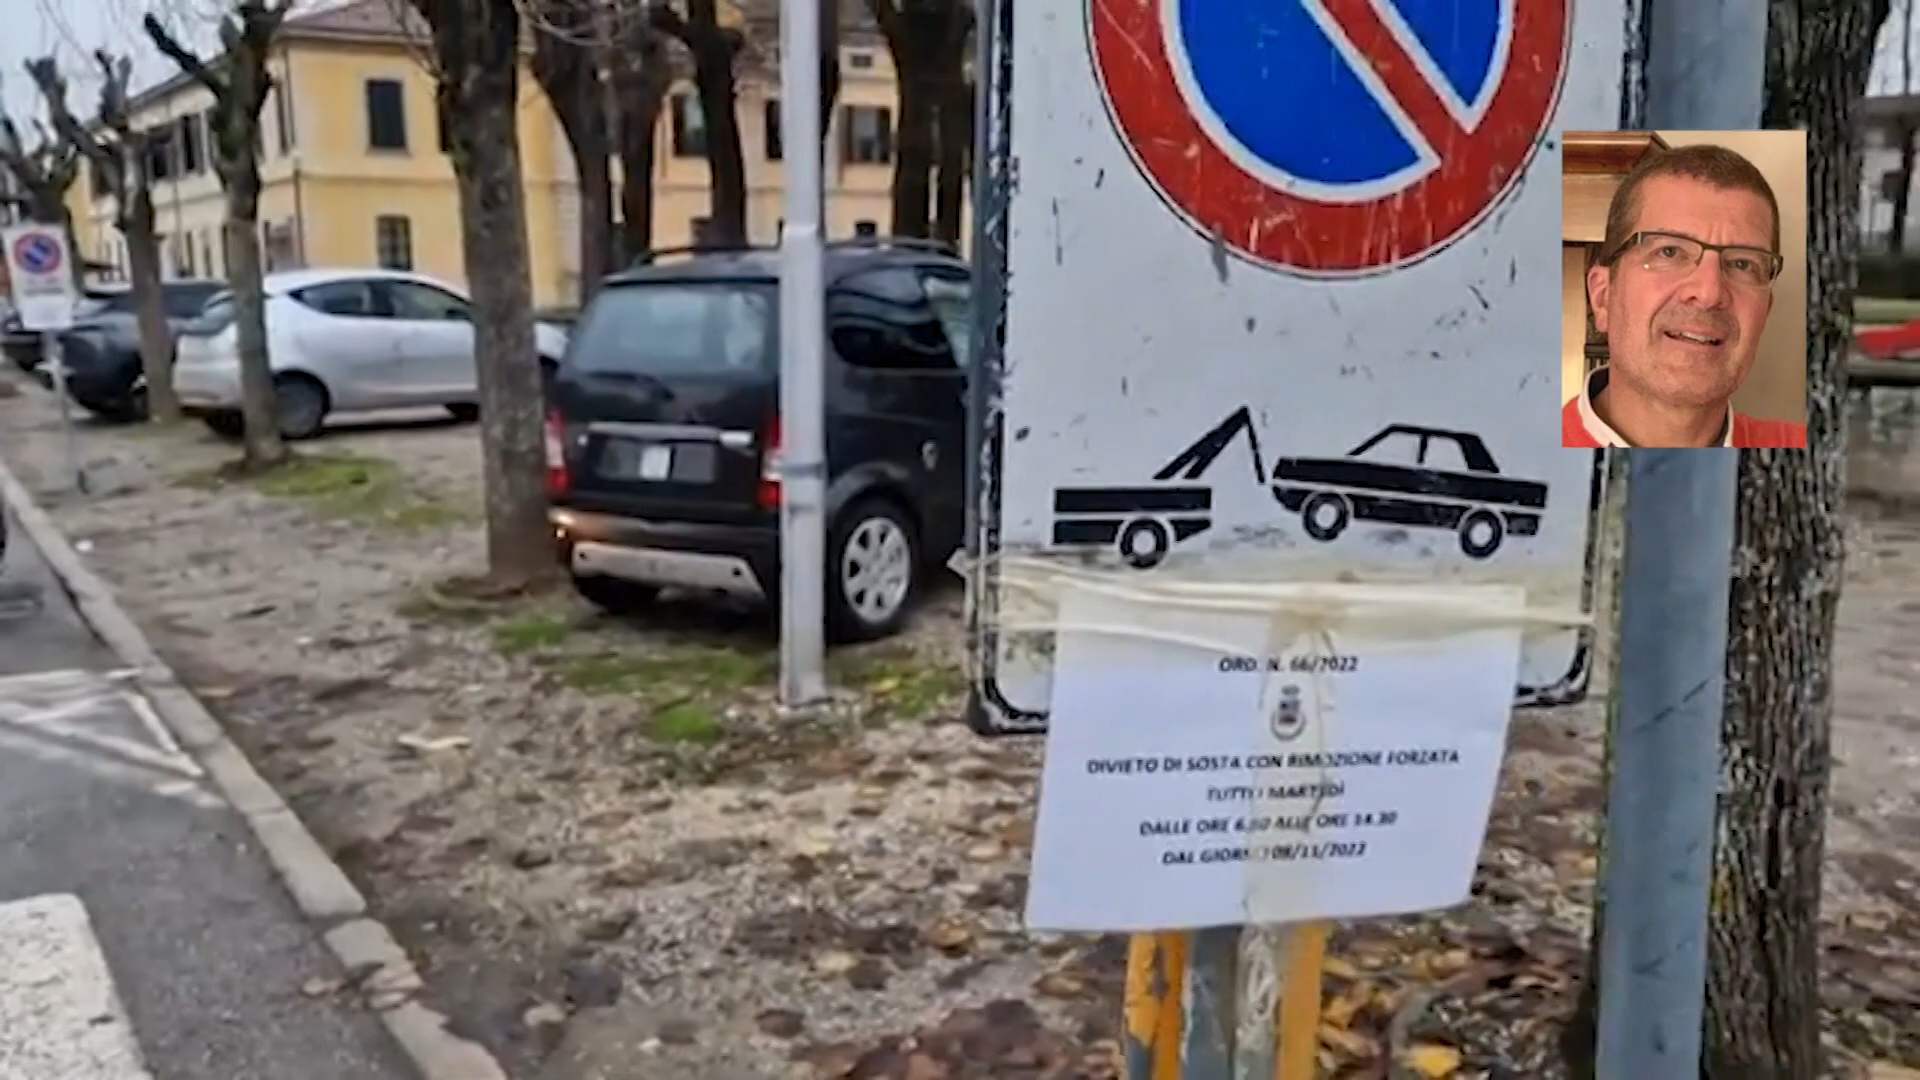 ORD. N. 66/2022
DIVIETO DI SOSTA CON RIMOZIONE FORZATA
TUTTI I MARTEDÌ
DALLE ORE 6.30 ALLE ORE 14.30
DAL GIORNO 08/11/2022